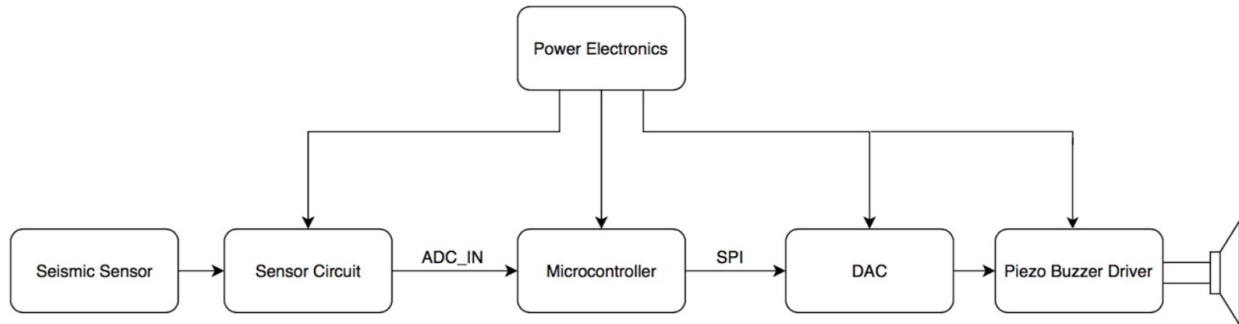 Power Electronics
Seismic Sensor
Sensor Circuit
ADC_IN
Microcontroller
SPI
DAC
Piezo Buzzer Driver